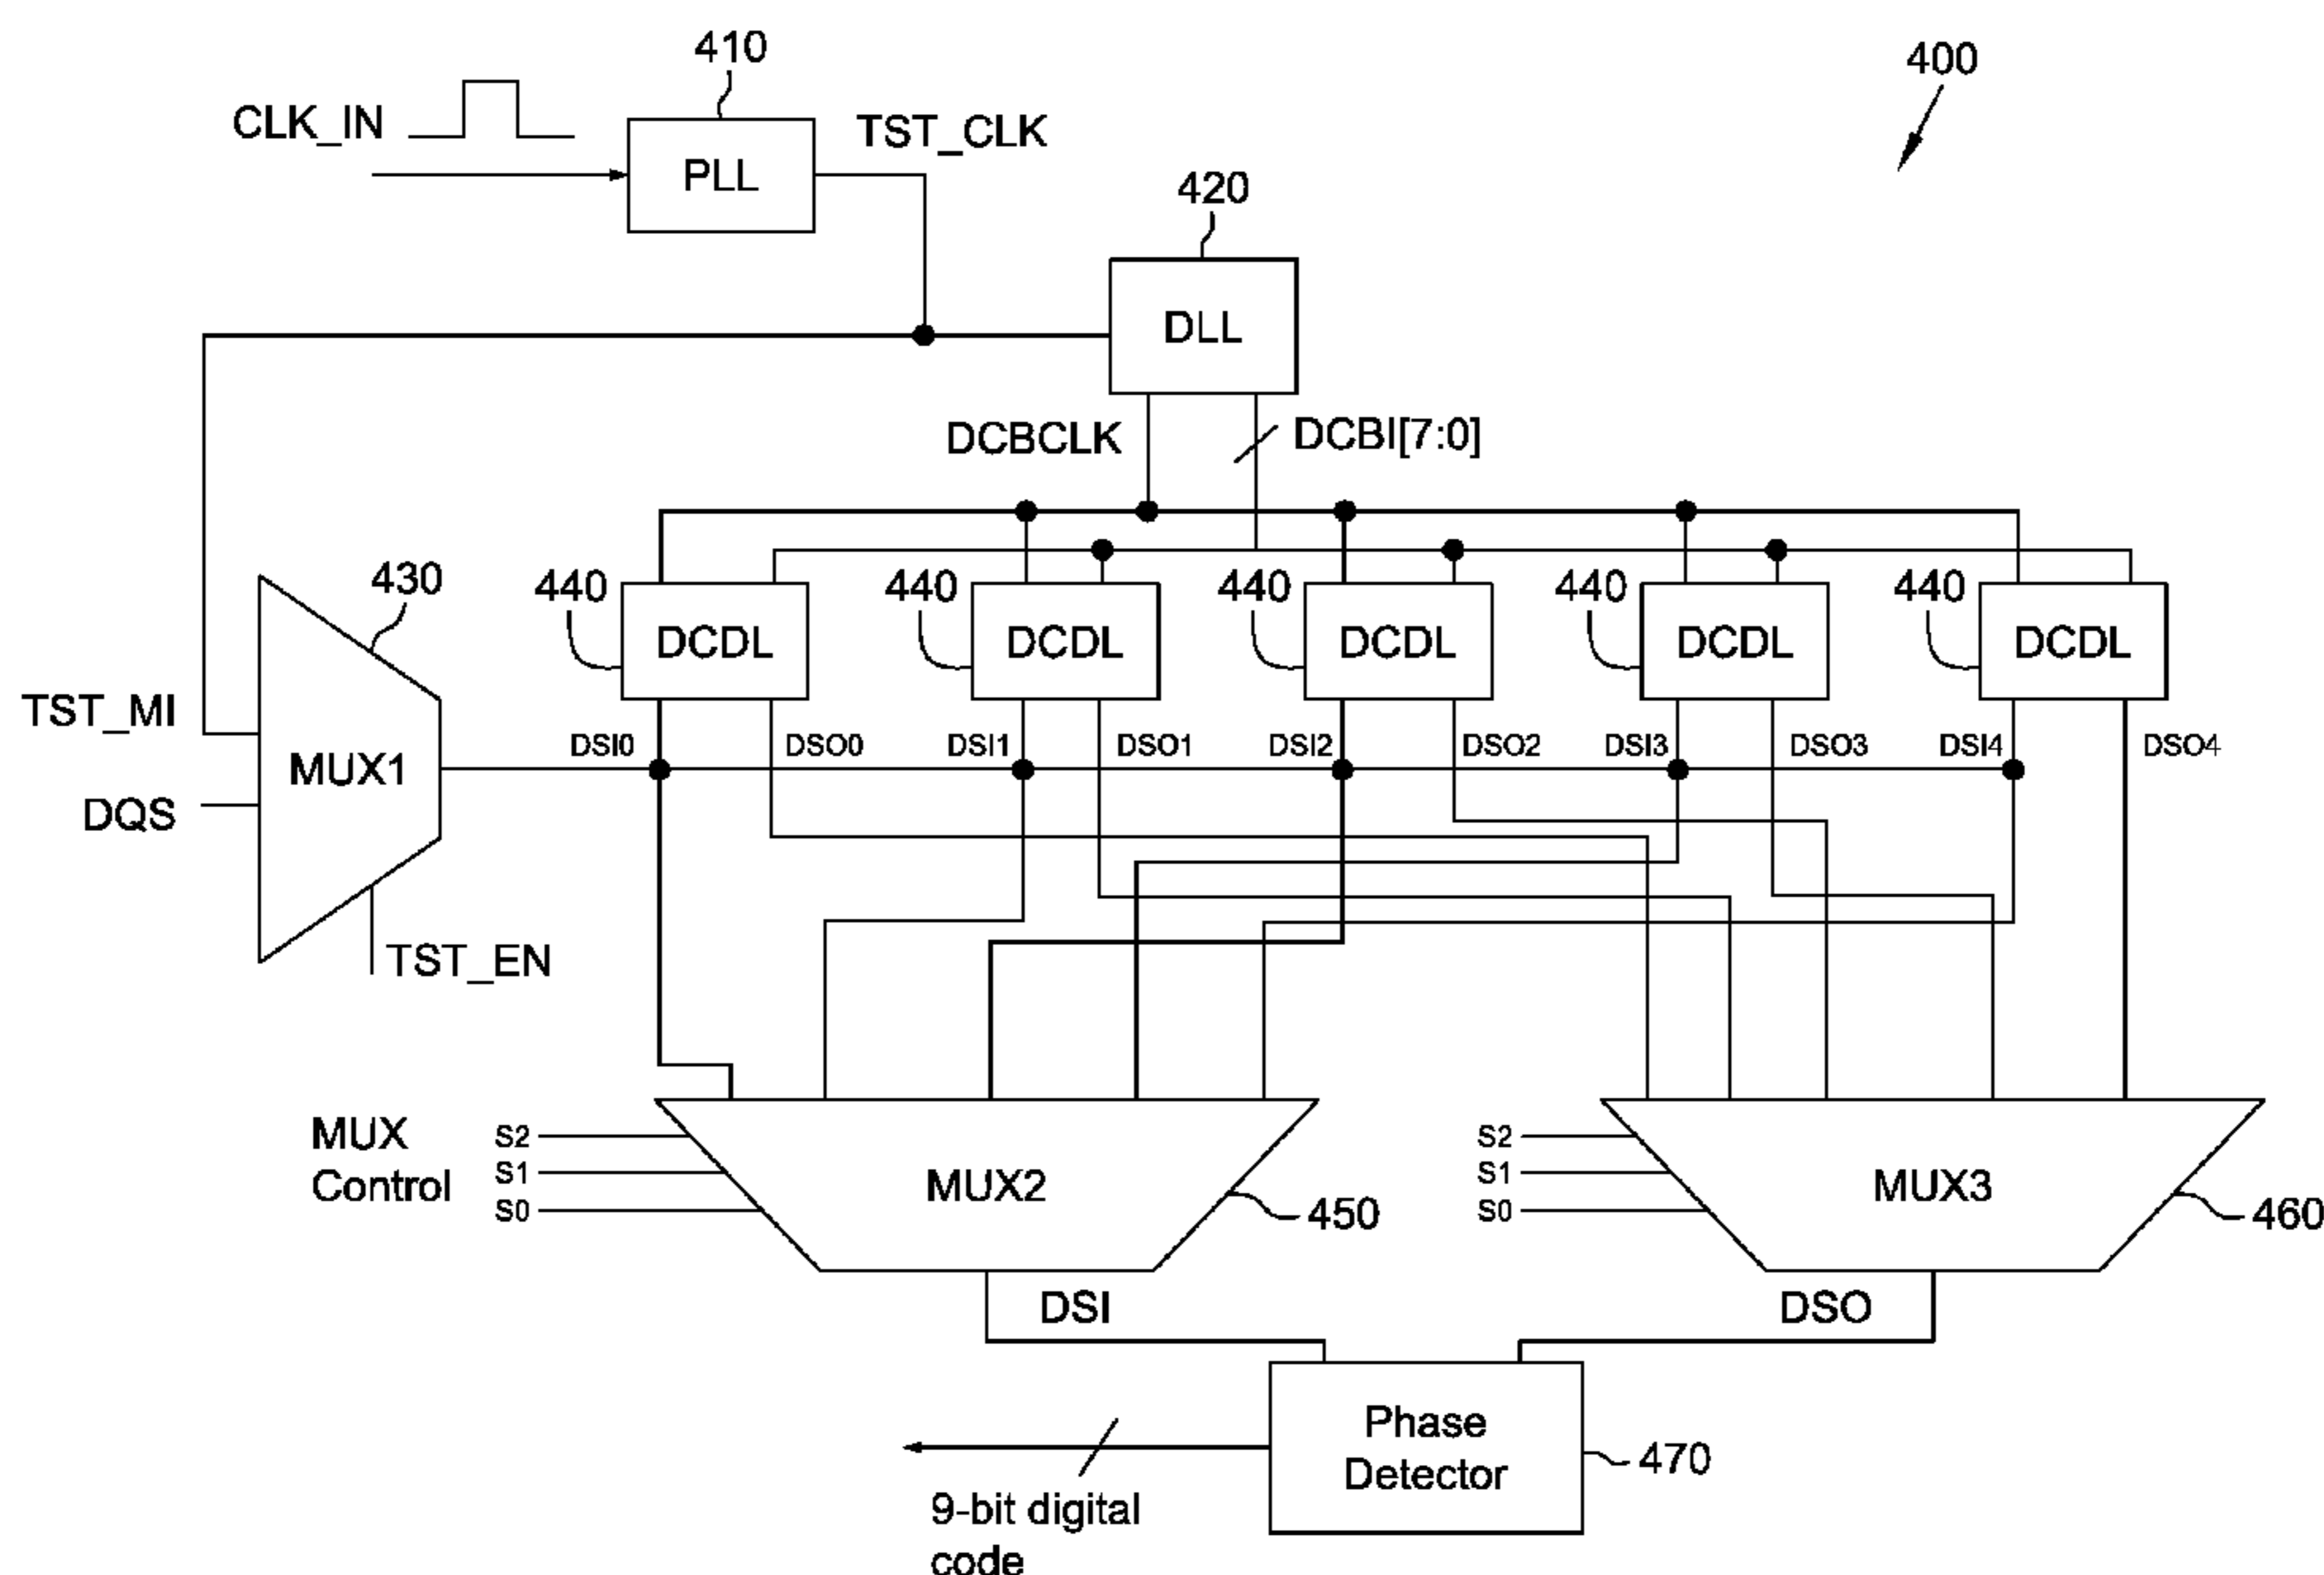 410
400
CLK_IN
TST_CLK
PLL
420
DLL
DCBCLK
DCBI[7:0]
430
440
440
440
440
440
DCDL
DCDL
DCDL
DCDL
DCDL
TST_MI
DSI0
DSO0
DSI1
DSO1
DSI2
DSO2
DSI3
DSO3
DSI4
DSO4
MUX1
DQS
TST_EN
MUX
Control
S2
S1
S0
MUX2
450
S2
S1
S0
MUX3
460
DSI
DSO
Phase
Detector
470
9-bit digital
code